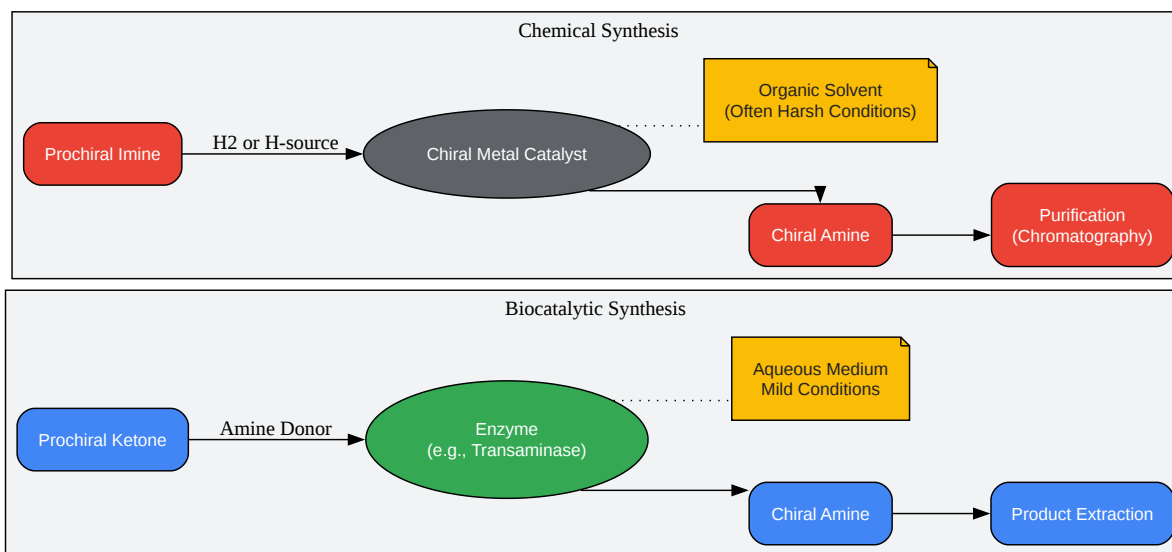 Chemical Synthesis
Organic Solvent
(Often Harsh Conditions)
Prochiral Imine
H2 or H-source
Chiral Metal Catalyst
Chiral Amine
Purification
(Chromatography)
Biocatalytic Synthesis
Aqueous Medium
Mild Conditions
Prochiral Ketone
Amine Donor
Enzyme
(e.g., Transaminase)
Chiral Amine
Product Extraction